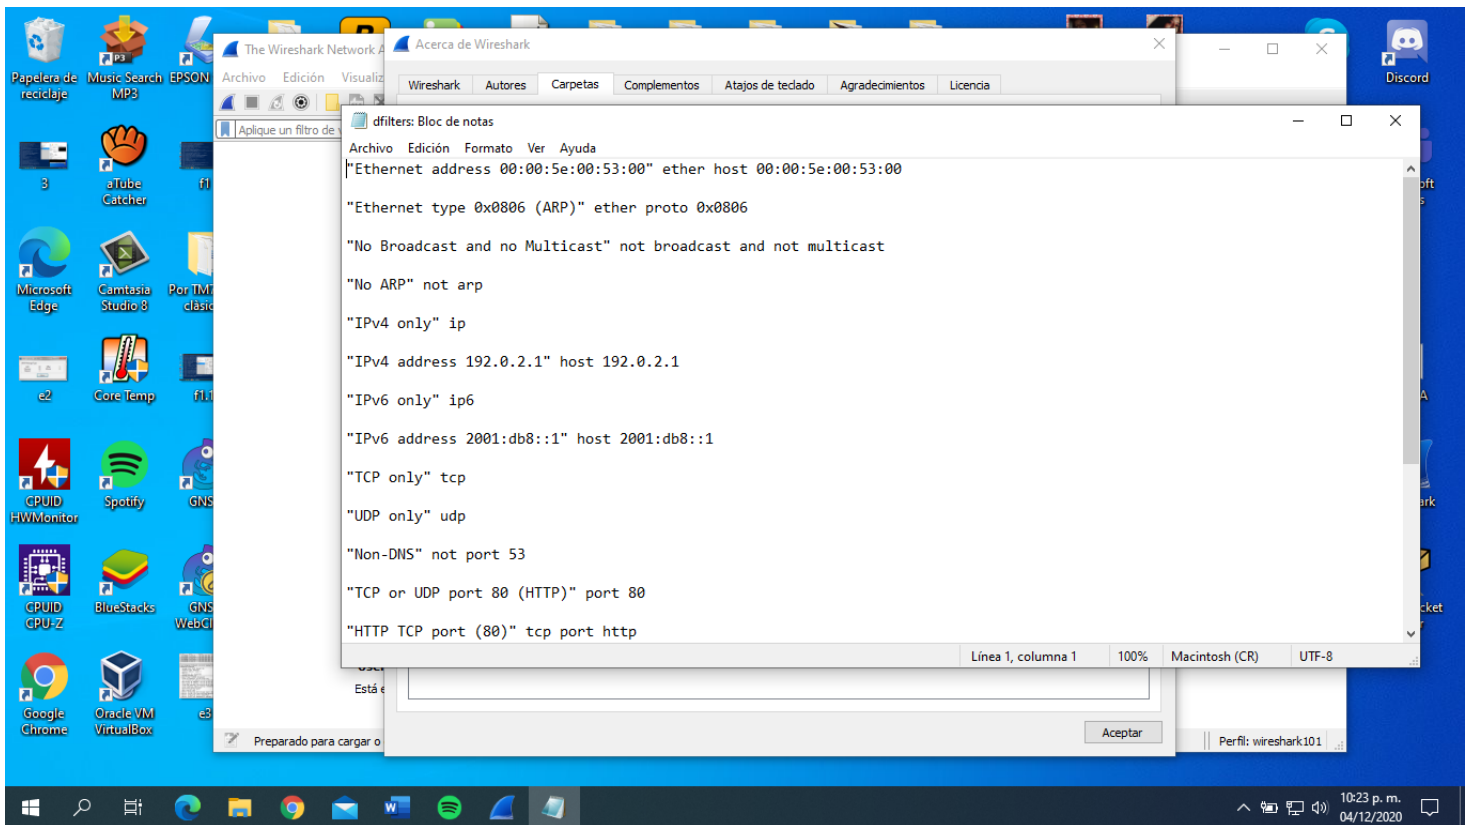 Papelera de
reciclaje
Music Search
MP3
EPSON
3
aTube
Catcher
f1
Microsoft
Edge
Camtasia
Studio 8
Por TM
clásic
e2
Core Temp
f1.1
CPUID
HWMonitor
Spotify
GNS
CPUID
CPU-Z
BlueStacks
GNS
WebCl
Google
Chrome
Oracle VM
VirtualBox
e3
Discord
The Wireshark Network A
Archivo Edición Visualiz
Aplique un filtro de v
Acerca de Wireshark
Wireshark Autores Carpetas Complementos Atajos de teclado Agradecimientos Licencia
dfilters: Bloc de notas
Archivo Edición Formato Ver Ayuda
"Ethernet address 00:00:5e:00:53:00" ether host 00:00:5e:00:53:00
"Ethernet type 0x0806 (ARP)" ether proto 0x0806
"No Broadcast and no Multicast" not broadcast and not multicast
"No ARP" not arp
"IPv4 only" ip
"IPv4 address 192.0.2.1" host 192.0.2.1
"IPv6 only" ip6
"IPv6 address 2001:db8::1" host 2001:db8::1
"TCP only" tcp
"UDP only" udp
"Non-DNS" not port 53
"TCP or UDP port 80 (HTTP)" port 80
"HTTP TCP port (80)" tcp port http
Línea 1, columna 1 100% Macintosh (CR) UTF-8
Está e
Aceptar
Preparado para cargar o
Perfil: wireshark101
10:23 p. m.
04/12/2020